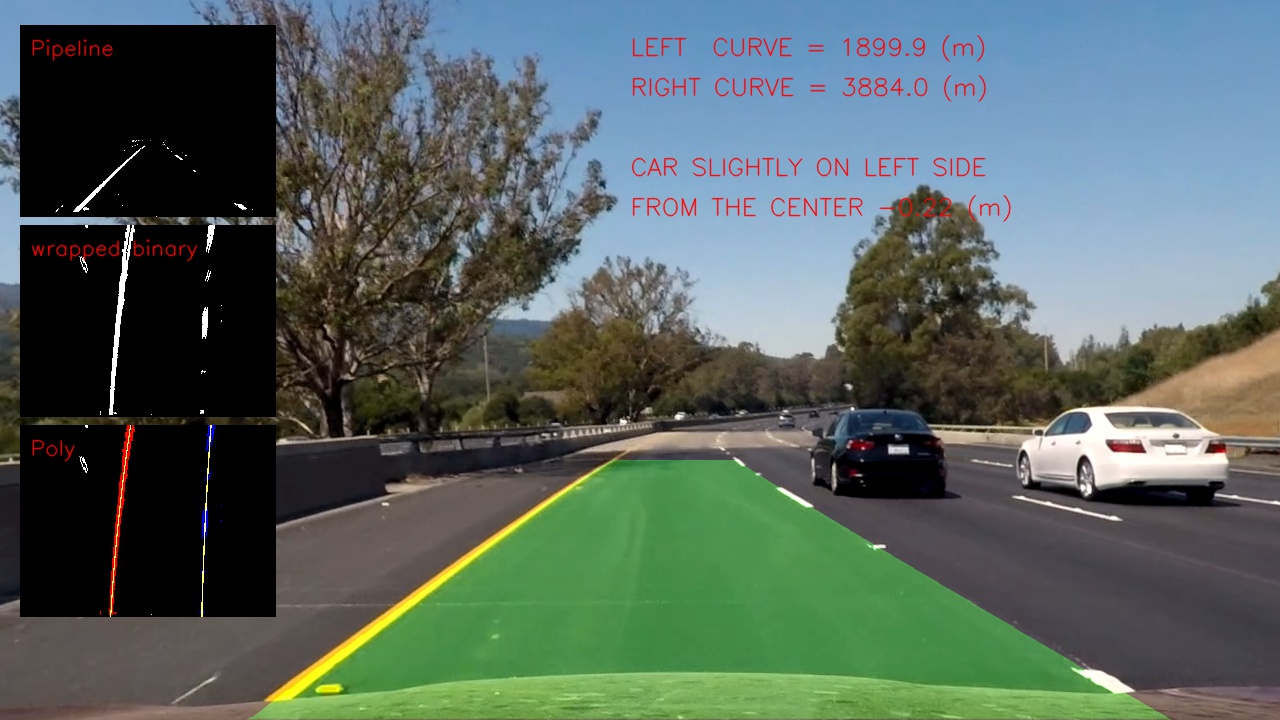 Pipeline
wrapped binary
Poly
LEFT CURVE = 1899.9 (m)
RIGHT CURVE = 3884.0 (m)
CAR SLIGHTLY ON LEFT SIDE
FROM THE CENTER -0.22 (m)